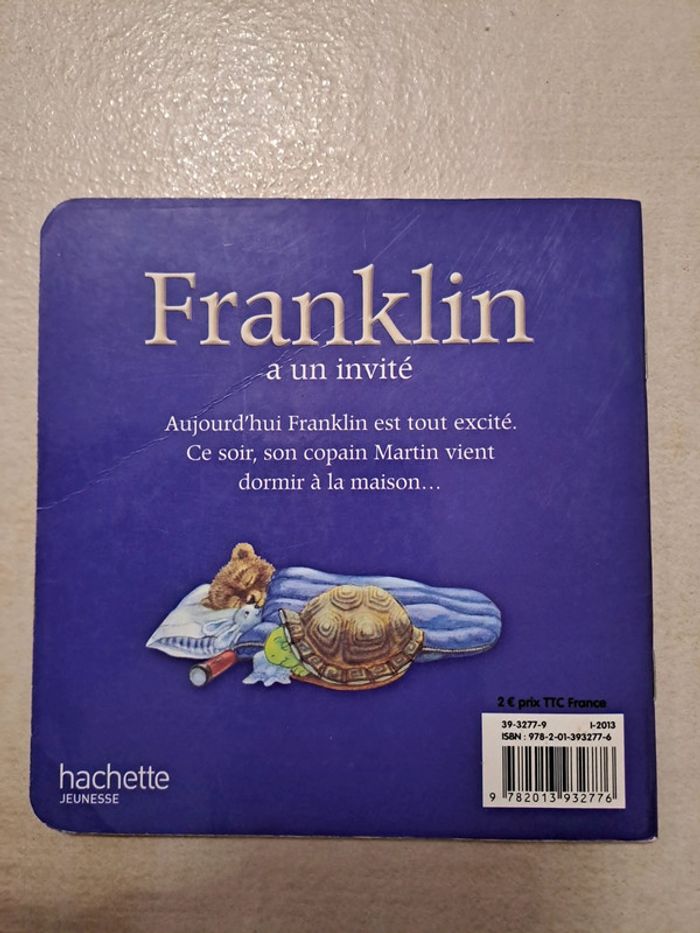 Franklin
a un invité
Aujourd'hui Franklin est tout excité.
Ce soir, son copain Martin vient
dormir à la maison...
2 € prix TTC France
39-3277-9 I-2013
ISBN : 978-2-01-393277-6
9 782013 932776
hachette
JEUNESSE